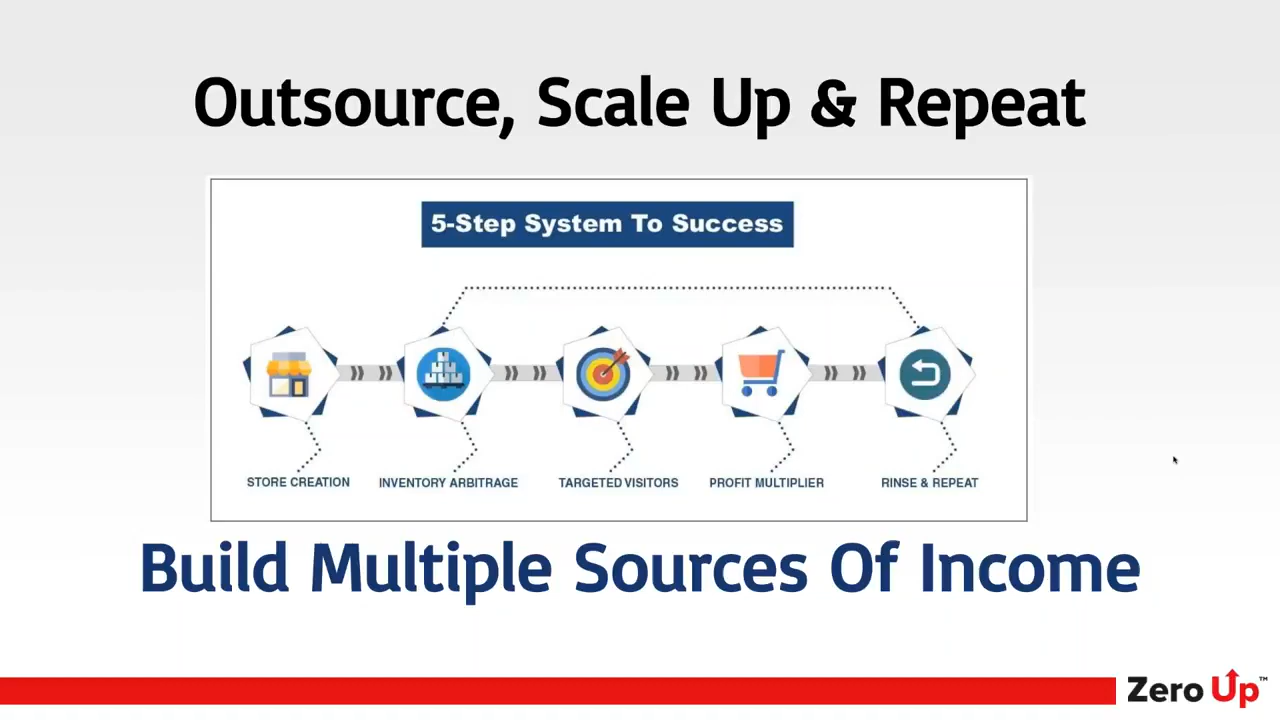 Outsource, Scale Up & Repeat
5-Step System To Success
STORE CREATION
INVENTORY ARBITRAGE
TARGETED VISITORS
PROFIT MULTIPLIER
RINSE & REPEAT
Build Multiple Sources Of Income
Zero Up™